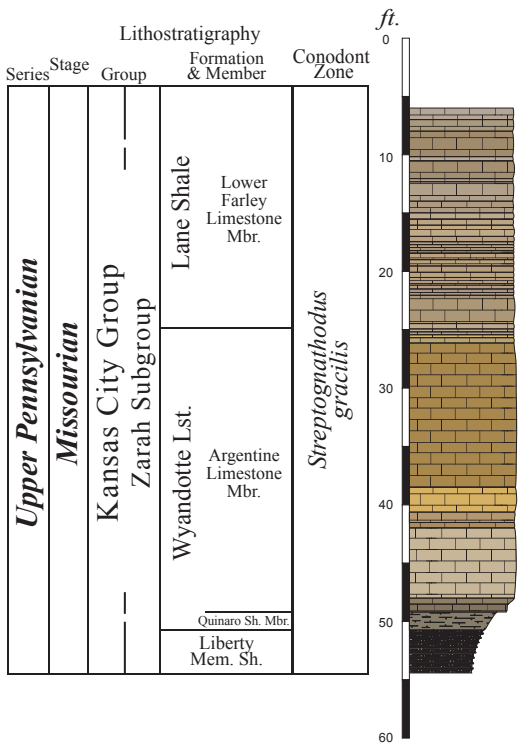 ft.
Lithostratigraphy
Series
Stage
Group
Formation
& Member
Conodont
Zone
Upper Pennsylvanian
Missourian
Kansas City Group
Zarah Subgroup
Lane Shale
Lower
Farley
Limestone
Mbr.
Wyandotte Lst.
Argentine
Limestone
Mbr.
Quinaro Sh. Mbr.
Liberty
Mem. Sh.
Streptognathodus
gracilis
0
10
20
30
40
50
60